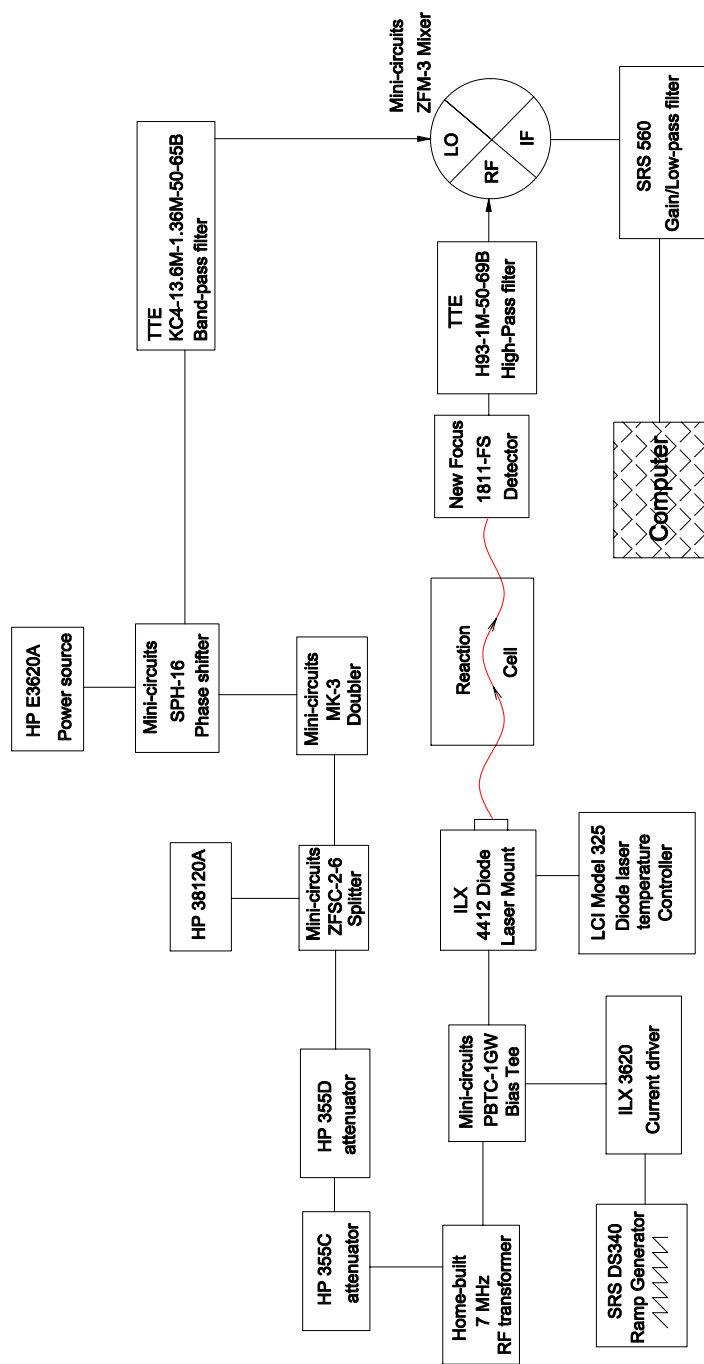 HP E3620A
Power source
Mini-circuits
SPH-16
Phase shifter
TTE
KC4-13.6M-1.36M-50-65B
Band-pass filter
Mini-circuits
ZFM-3 Mixer
HP 38120A
Mini-circuits
ZFSC-2-6
Splitter
Mini-circuits
MK-3
Doubler
HP 355C
attenuator
HP 355D
attenuator
Home-built
7 MHz
RF transformer
Mini-circuits
PBTC-1GW
Bias Tee
ILX
4412 Diode
Laser Mount
Reaction
Cell
New Focus
1811-FS
Detector
TTE
H93-1M-50-69B
High-Pass filter
LO
RF
IF
SRS DS340
Ramp Generator
ILX 3620
Current driver
LCI Model 325
Diode laser
temperature
Controller
Computer
SRS 560
Gain/Low-pass filter